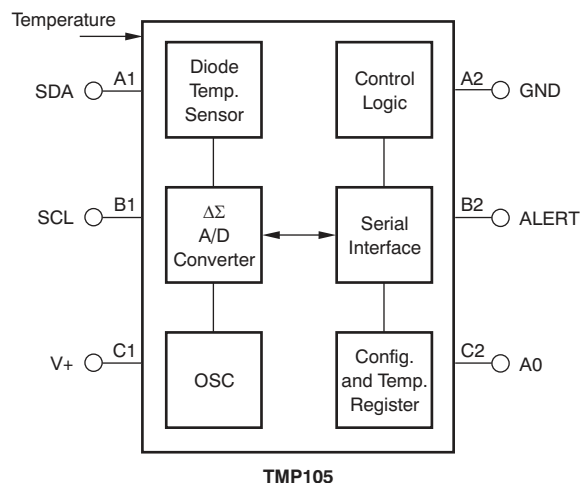 Temperature
SDA
A1
Diode
Temp.
Sensor
Control
Logic
A2
GND
SCL
B1
ΔΣ
A/D
Converter
Serial
Interface
B2
ALERT
V+
C1
OSC
Config.
and Temp.
Register
C2
A0
TMP105